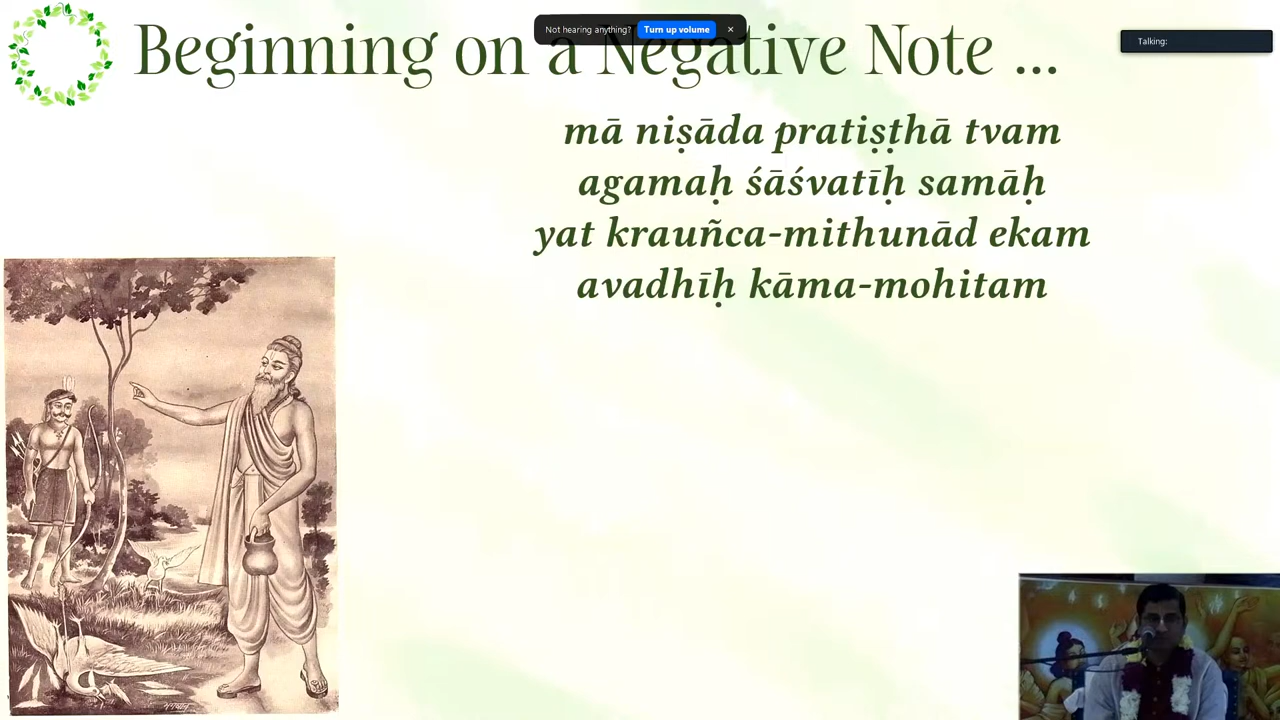 Beginning on a Negative Note ...
Not hearing anything? Turn up volume ×
Talking:
mā niṣāda pratiṣṭhā tvam
agamaḥ śāśvatīḥ samāḥ
yat krauñca-mithunād ekam
avadhīḥ kāma-mohitam